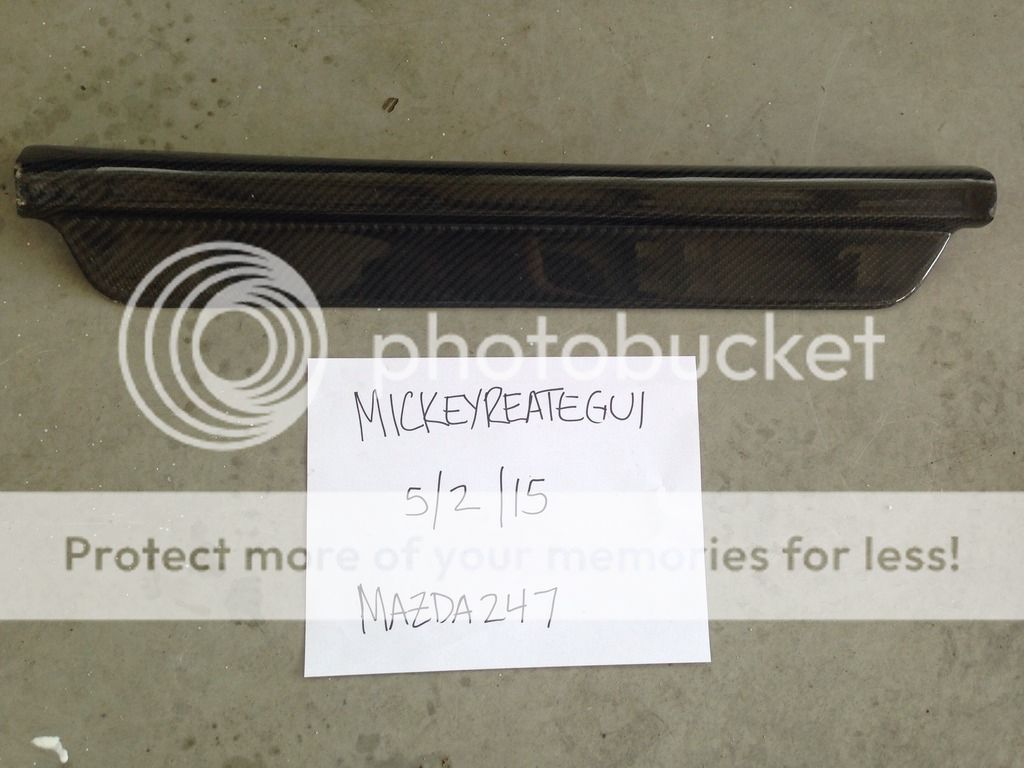 photobucket
MICKEYREATEGUI
5/2/15
Protect more of your memories for less!
MAZDA247